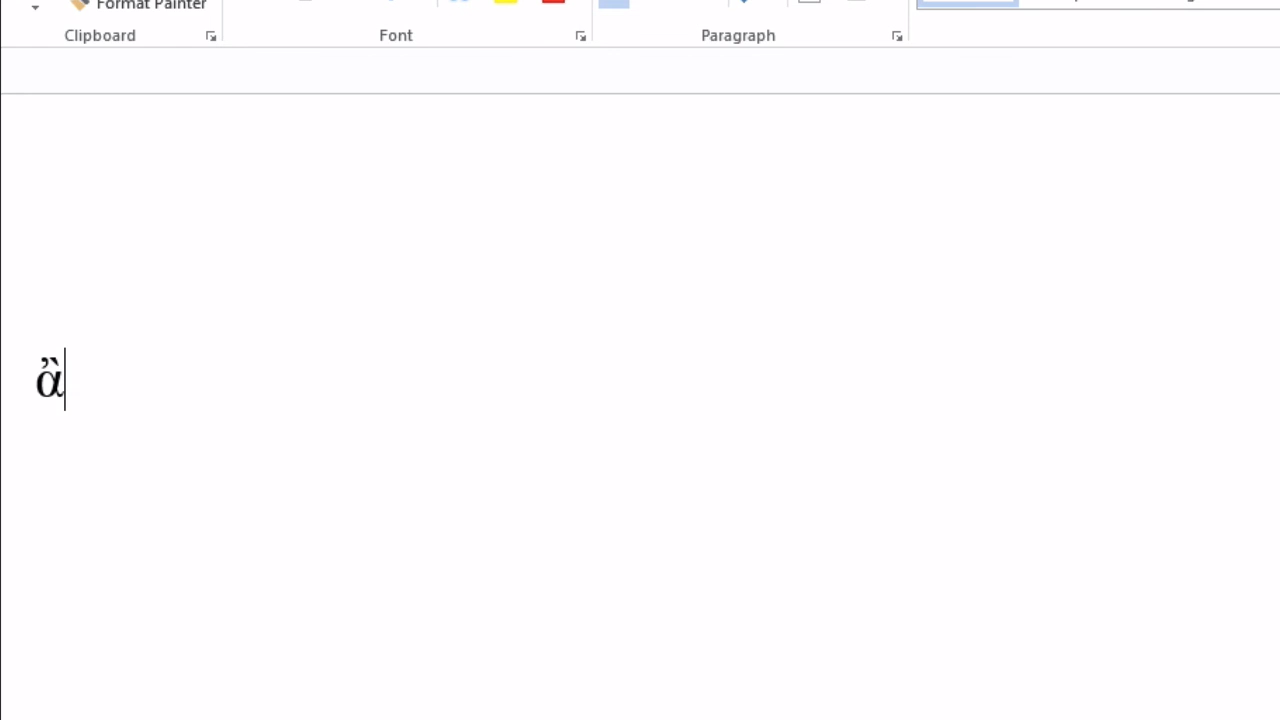 Format Painter
Clipboard
Font
Paragraph
ἂ